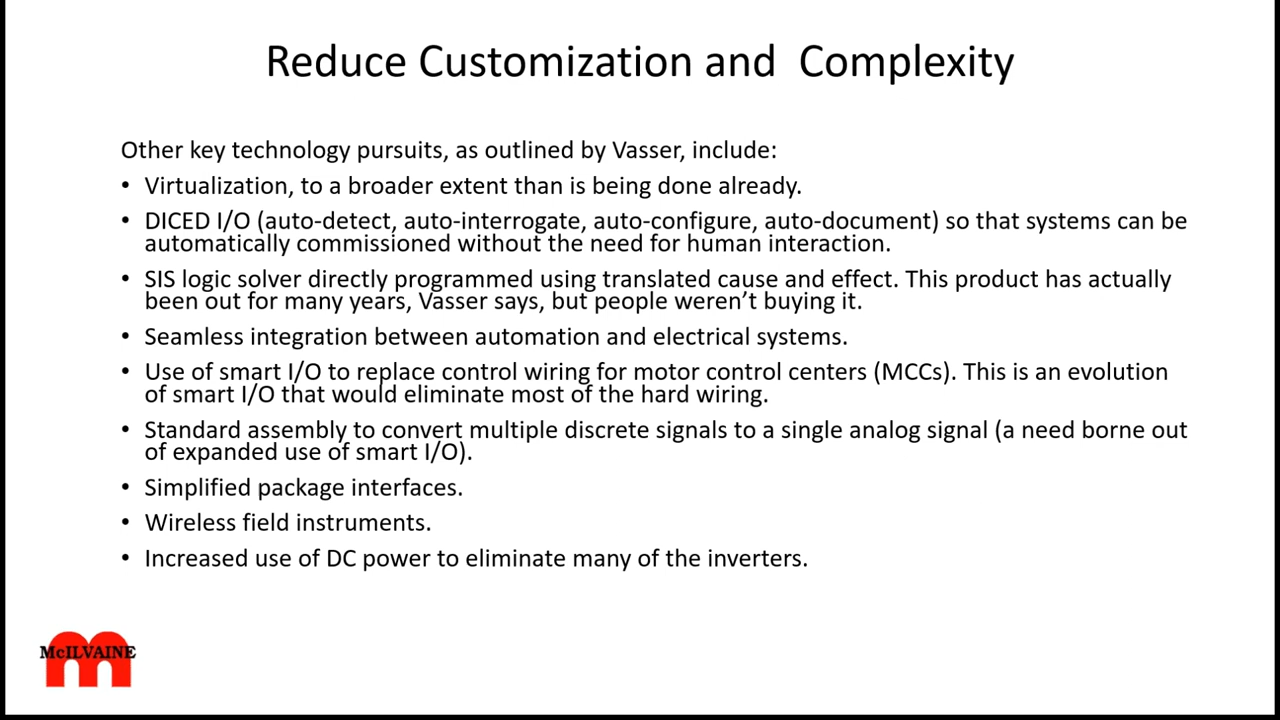 Reduce Customization and  Complexity
Other key technology pursuits, as outlined by Vasser, include:
• Virtualization, to a broader extent than is being done already.
• DICED I/O (auto-detect, auto-interrogate, auto-configure, auto-document) so that systems can be
automatically commissioned without the need for human interaction.
• SIS logic solver directly programmed using translated cause and effect. This product has actually
been out for many years, Vasser says, but people weren’t buying it.
• Seamless integration between automation and electrical systems.
• Use of smart I/O to replace control wiring for motor control centers (MCCs). This is an evolution
of smart I/O that would eliminate most of the hard wiring.
• Standard assembly to convert multiple discrete signals to a single analog signal (a need borne out
of expanded use of smart I/O).
• Simplified package interfaces.
• Wireless field instruments.
• Increased use of DC power to eliminate many of the inverters.
McILVAINE